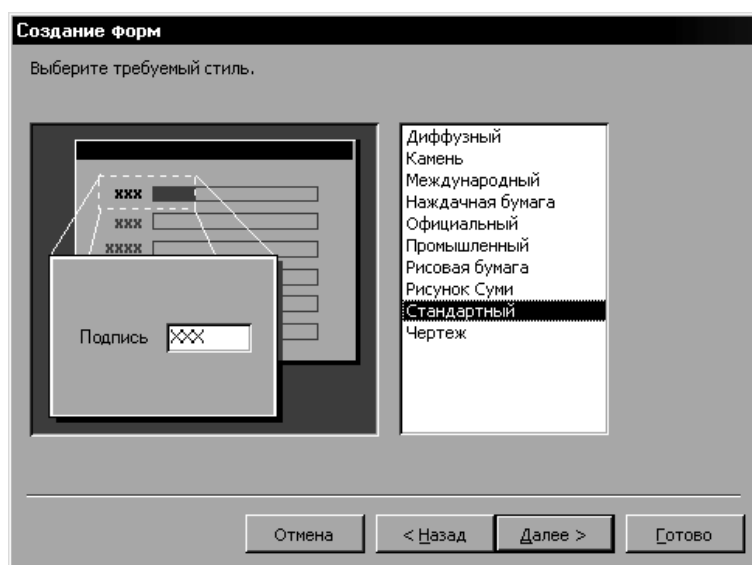 Создание форм
Выберите требуемый стиль.
xxx
xxx
xxxx
Подпись XXX
Диффузный
Камень
Международный
Наждачная бумага
Официальный
Промышленный
Рисовая бумага
Рисунок Суми
Стандартный
Чертеж
Отмена
< Назад
Далее >
Готово